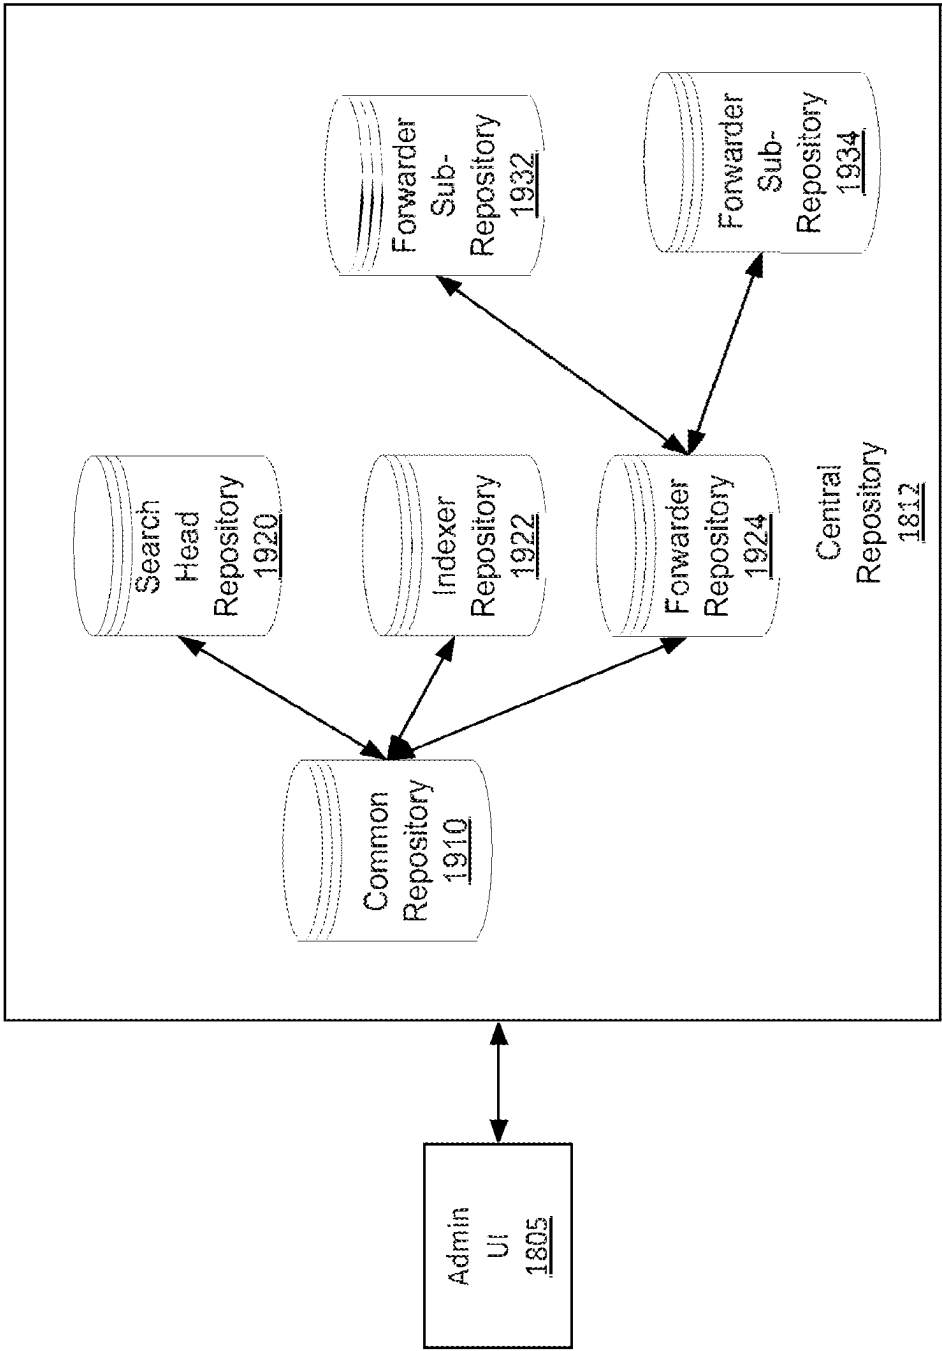 Admin
UI
1805
Common
Repository
1910
Search
Head
Repository
1920
Indexer
Repository
1922
Forwarder
Repository
1924
Forwarder
Sub-
Repository
1932
Forwarder
Sub-
Repository
1934
Central
Repository
1812